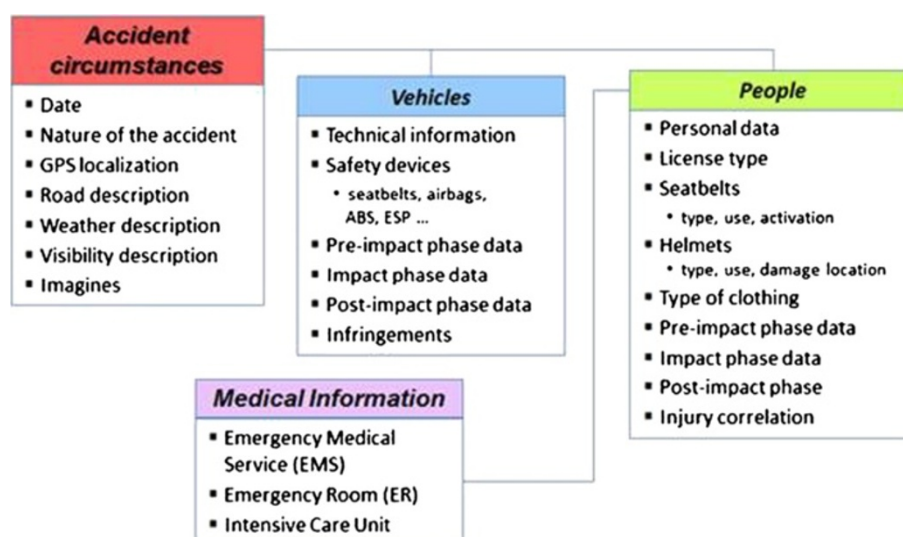 Accident
circumstances
▪ Date
▪ Nature of the accident
▪ GPS localization
▪ Road description
▪ Weather description
▪ Visibility description
▪ Imagines
Vehicles
▪ Technical information
▪ Safety devices
• seatbelts, airbags,
ABS, ESP ...
▪ Pre-impact phase data
▪ Impact phase data
▪ Post-impact phase data
▪ Infringements
People
▪ Personal data
▪ License type
▪ Seatbelts
• type, use, activation
▪ Helmets
• type, use, damage location
▪ Type of clothing
▪ Pre-impact phase data
▪ Impact phase data
▪ Post-impact phase
▪ Injury correlation
Medical Information
▪ Emergency Medical
Service (EMS)
▪ Emergency Room (ER)
▪ Intensive Care Unit